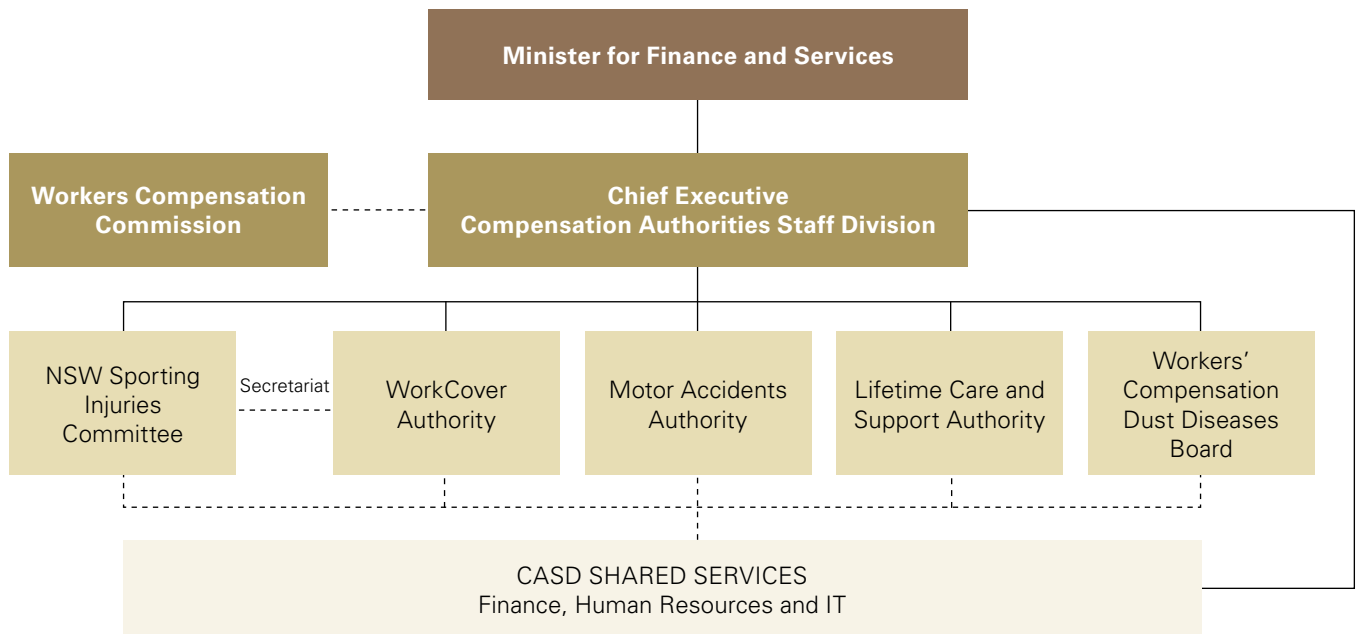 Minister for Finance and Services
Workers Compensation
Commission
Chief Executive
Compensation Authorities Staff Division
NSW Sporting
Injuries
Committee
Secretariat
WorkCover
Authority
Motor Accidents
Authority
Lifetime Care and
Support Authority
Workers’
Compensation
Dust Diseases
Board
CASD SHARED SERVICES
Finance, Human Resources and IT